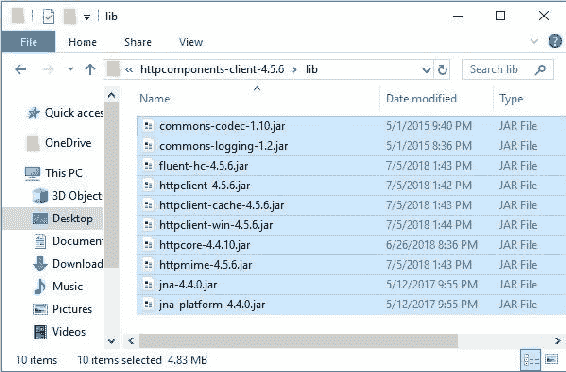 lib
File Home Share View
« httpcomponents-client-4.5.6 > lib Search lib
Name Date modified Type
Quick acces
OneDrive
This PC
3D Object
Desktop
Document
Download
Music
Pictures
Videos
commons-codec-1.10.jar 5/1/2015 9:40 PM JAR File
commons-logging-1.2.jar 5/1/2015 8:36 PM JAR File
fluent-hc-4.5.6.jar 7/5/2018 1:43 PM JAR File
httpclient-4.5.6.jar 7/5/2018 1:42 PM JAR File
httpclient-cache-4.5.6.jar 7/5/2018 1:43 PM JAR File
httpclient-win-4.5.6.jar 7/5/2018 1:44 PM JAR File
httpcore-4.4.10.jar 6/26/2018 8:36 PM JAR File
httpmime-4.5.6.jar 7/5/2018 1:43 PM JAR File
jna-4.4.0.jar 5/12/2017 9:55 PM JAR File
jna-platform-4.4.0.jar 5/12/2017 9:55 PM JAR File
10 items 10 items selected 4.83 MB